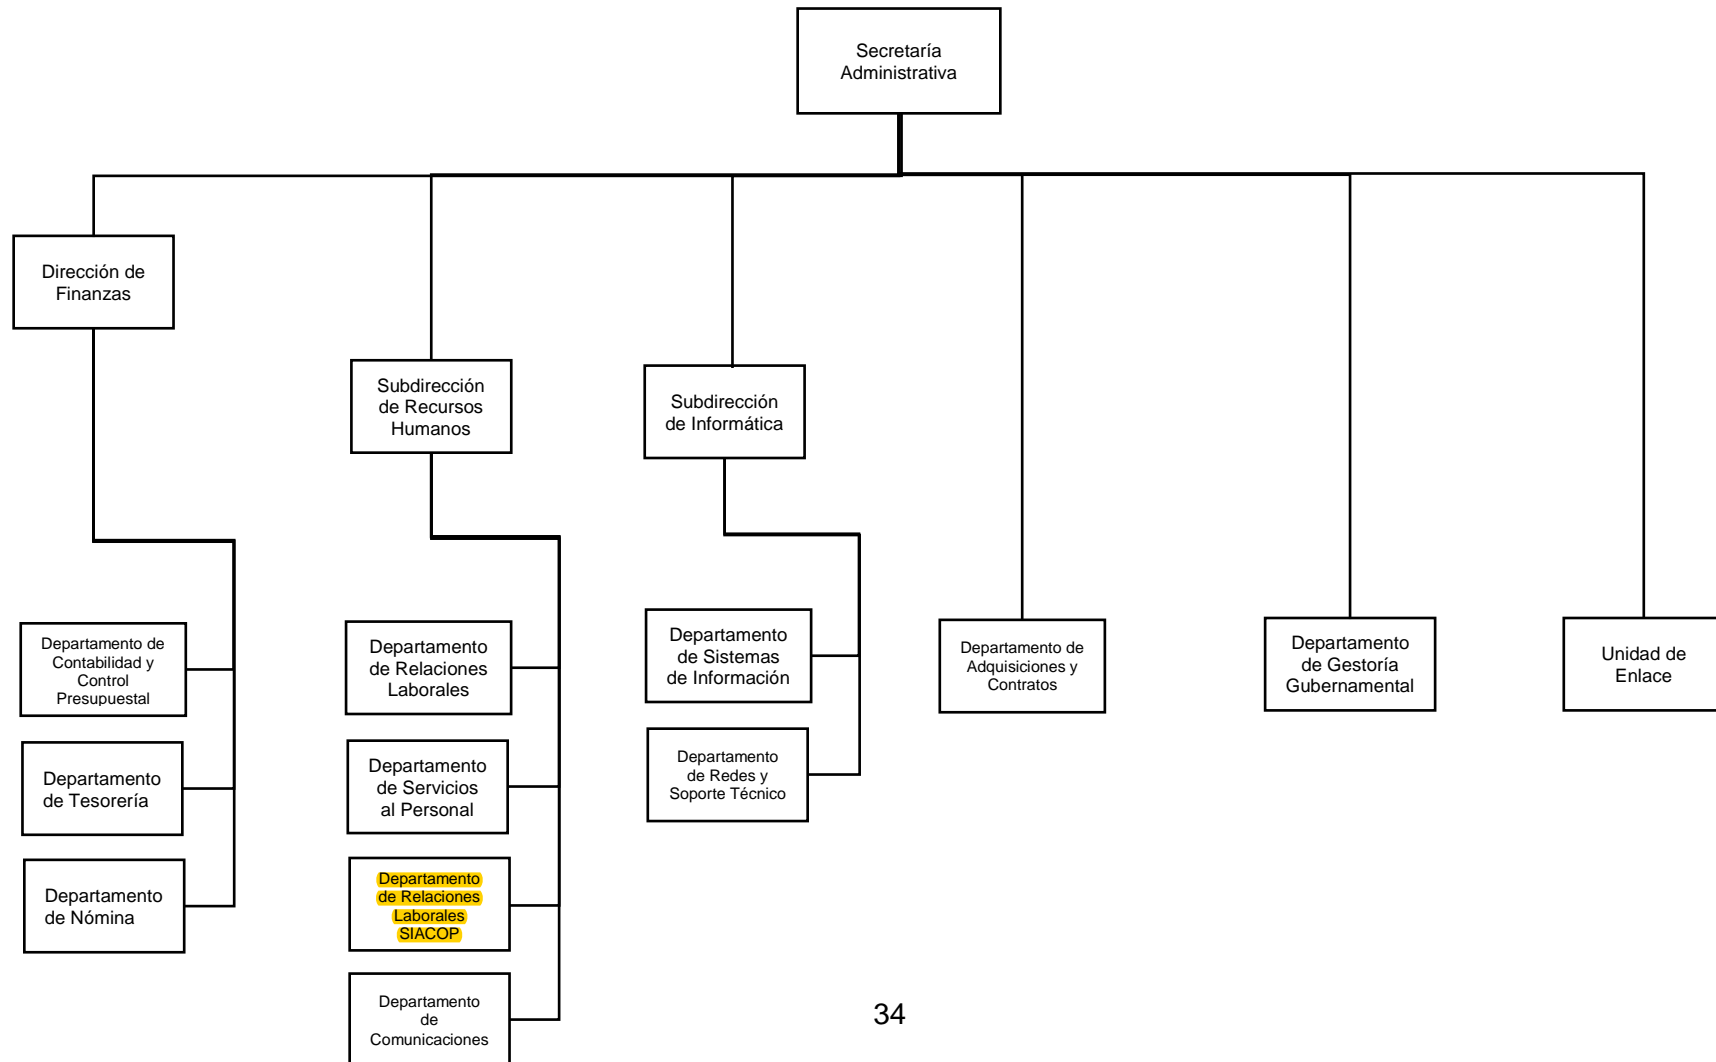 Secretaría
Administrativa
Dirección de
Finanzas
Subdirección
de Recursos
Humanos
Subdirección
de Informática
Departamento de
Contabilidad y
Control
Presupuestal
Departamento
de Relaciones
Laborales
Departamento
de Sistemas
de Información
Departamento de
Adquisiciones y
Contratos
Departamento
de Gestoría
Gubernamental
Unidad de
Enlace
Departamento
de Tesorería
Departamento
de Servicios
al Personal
Departamento
de Redes y
Soporte Técnico
Departamento
de Nómina
Departamento
de Relaciones
Laborales
SIACOP
Departamento
de
Comunicaciones
34